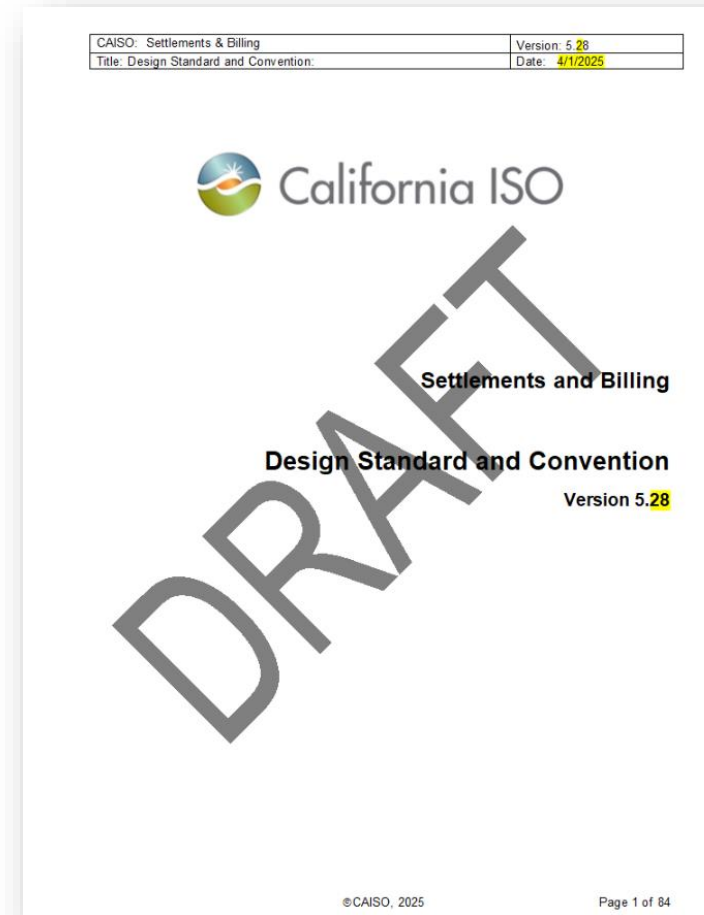 CAISO: Settlements & Billing Version: 5.28
Title: Design Standard and Convention: Date: 4/1/2025
California ISO
DRAFT
Settlements and Billing
Design Standard and Convention
Version 5.28
©CAISO, 2025 Page 1 of 84